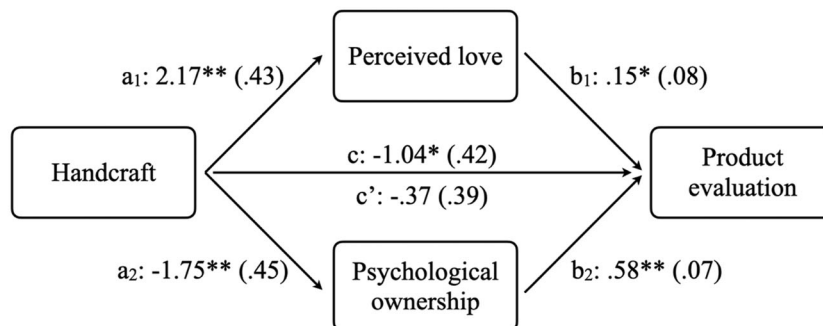 Perceived love
a₁: 2.17** (.43)
b₁: .15* (.08)
Handcraft
c: -1.04* (.42)
c’: -.37 (.39)
Product
evaluation
a₂: -1.75** (.45)
Psychological
ownership
b₂: .58** (.07)